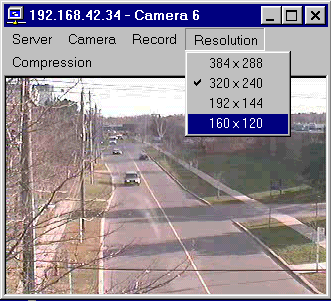 192.168.42.34 - Camera 6
Server Camera Record Resolution
Compression
384 x 288
320 x 240
192 x 144
160 x 120